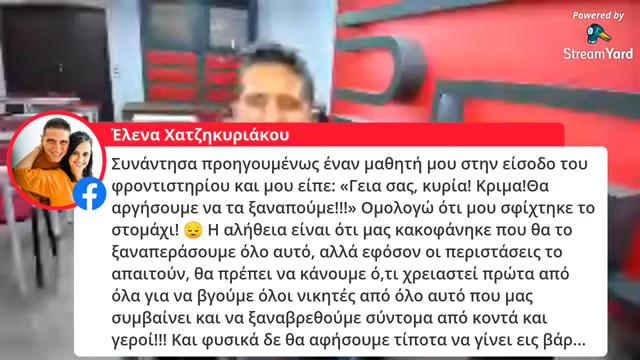 Powered by
StreamYard
Έλενα Χατζηκυριάκου
Συνάντησα προηγουμένως έναν μαθητή μου στην είσοδο του
φροντιστηρίου και μου είπε: «Γεια σας, κυρία! Κριμα!Θα
αργήσουμε να τα ξαναπούμε!!!» Ομολογώ ότι μου σφίχτηκε το
στομάχι! 😔 Η αλήθεια είναι ότι μας κακοφάνηκε που θα το
ξαναπεράσουμε όλο αυτό, αλλά εφόσον οι περιστάσεις το
απαιτούν, θα πρέπει να κάνουμε ό,τι χρειαστεί πρώτα από
όλα για να βγούμε όλοι νικητές από όλο αυτό που μας
συμβαίνει και να ξαναβρεθούμε σύντομα από κοντά και
γεροί!!! Και φυσικά δε θα αφήσουμε τίποτα να γίνει εις βάρ...